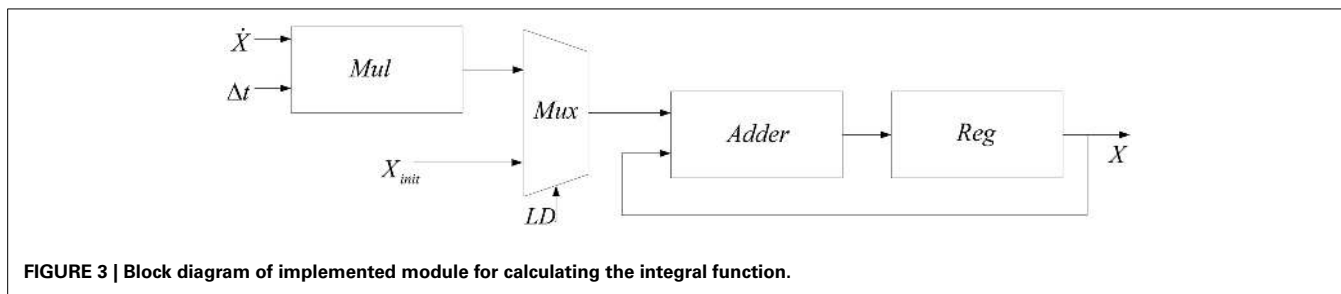 Ẋ
Δt
Mul
Mux
X_init
LD
Adder
Reg
X
FIGURE 3 | Block diagram of implemented module for calculating the integral function.